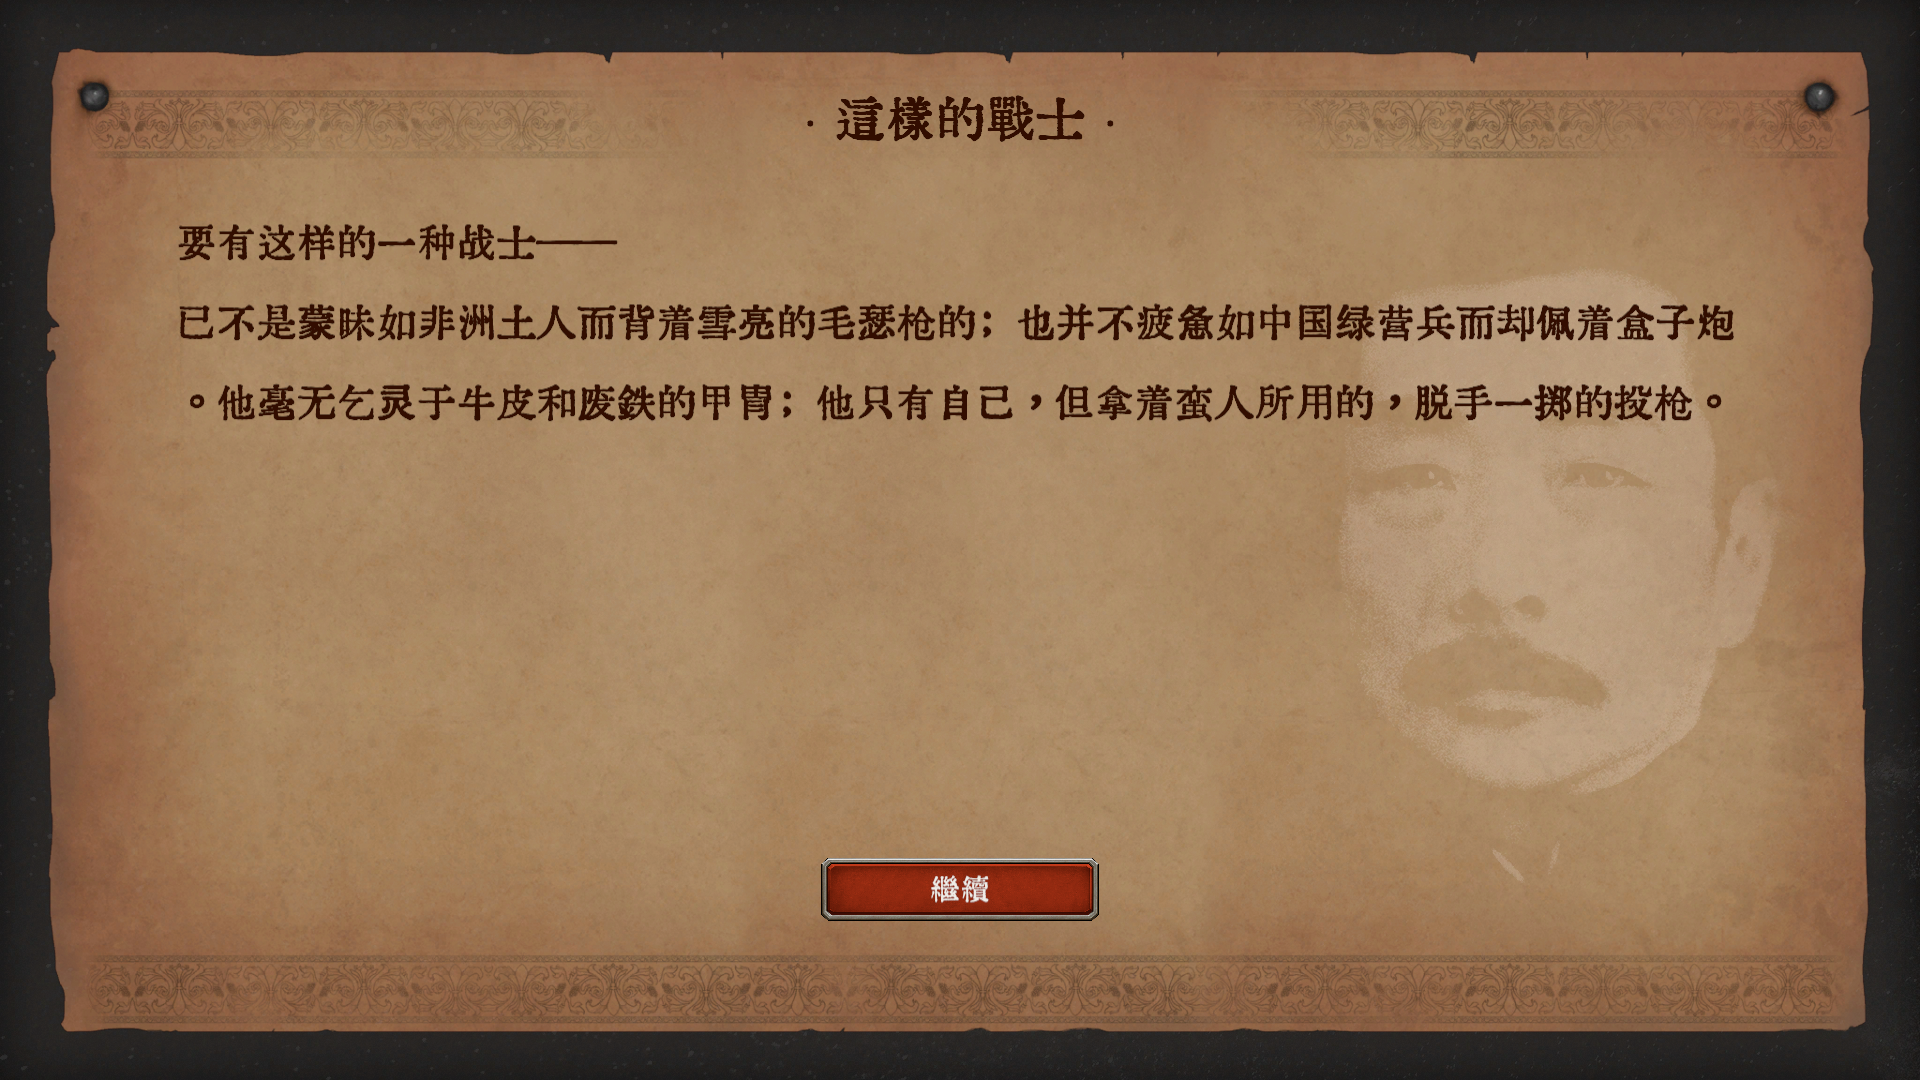 · 這樣的戰士 ·
要有这样的一种战士——
已不是蒙昧如非洲土人而背着雪亮的毛瑟枪的；也并不疲惫如中国绿营兵而却佩着盒子炮
。他毫无乞灵于牛皮和废鉄的甲胄；他只有自己，但拿着蛮人所用的，脱手一掷的投枪。
繼續